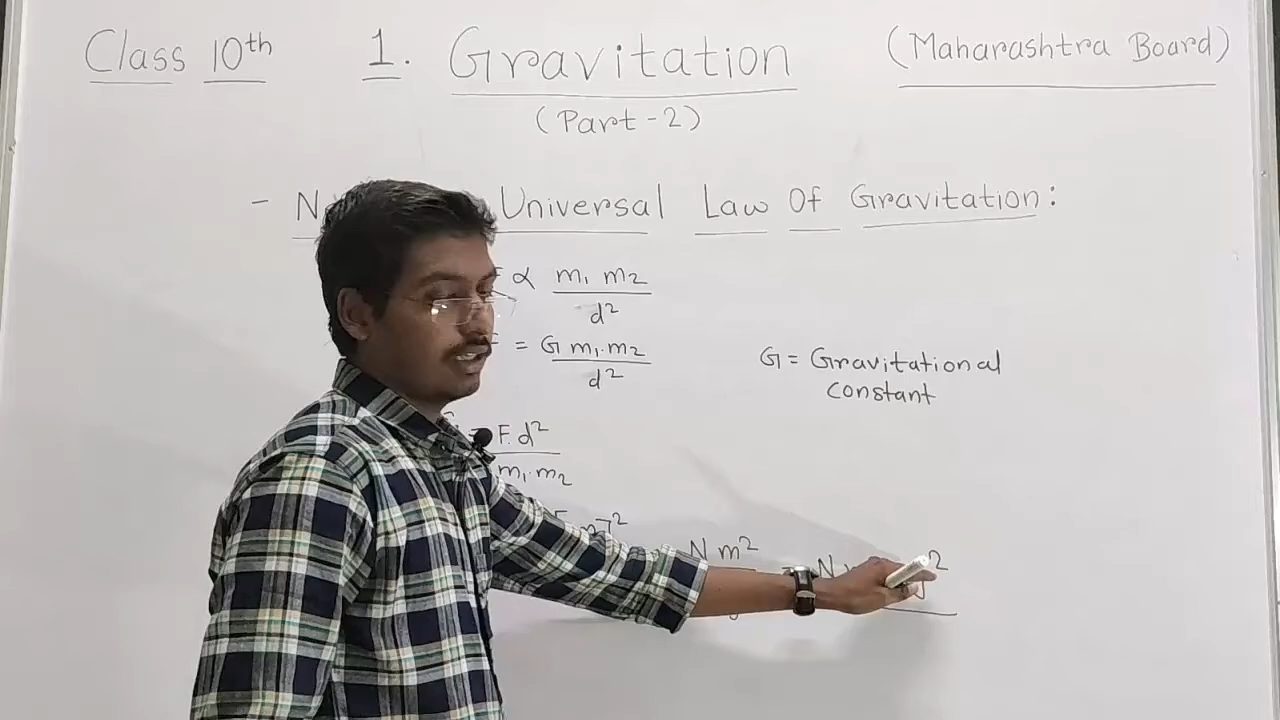 Class 10th 1. Gravitation (Maharashtra Board)
(Part-2)
- Universal Law Of Gravitation:
∝ m₁ m₂ / d²
= G m₁.m₂ / d²
G = Gravitational
constant
= F.d² / m₁.m₂
N m² = N